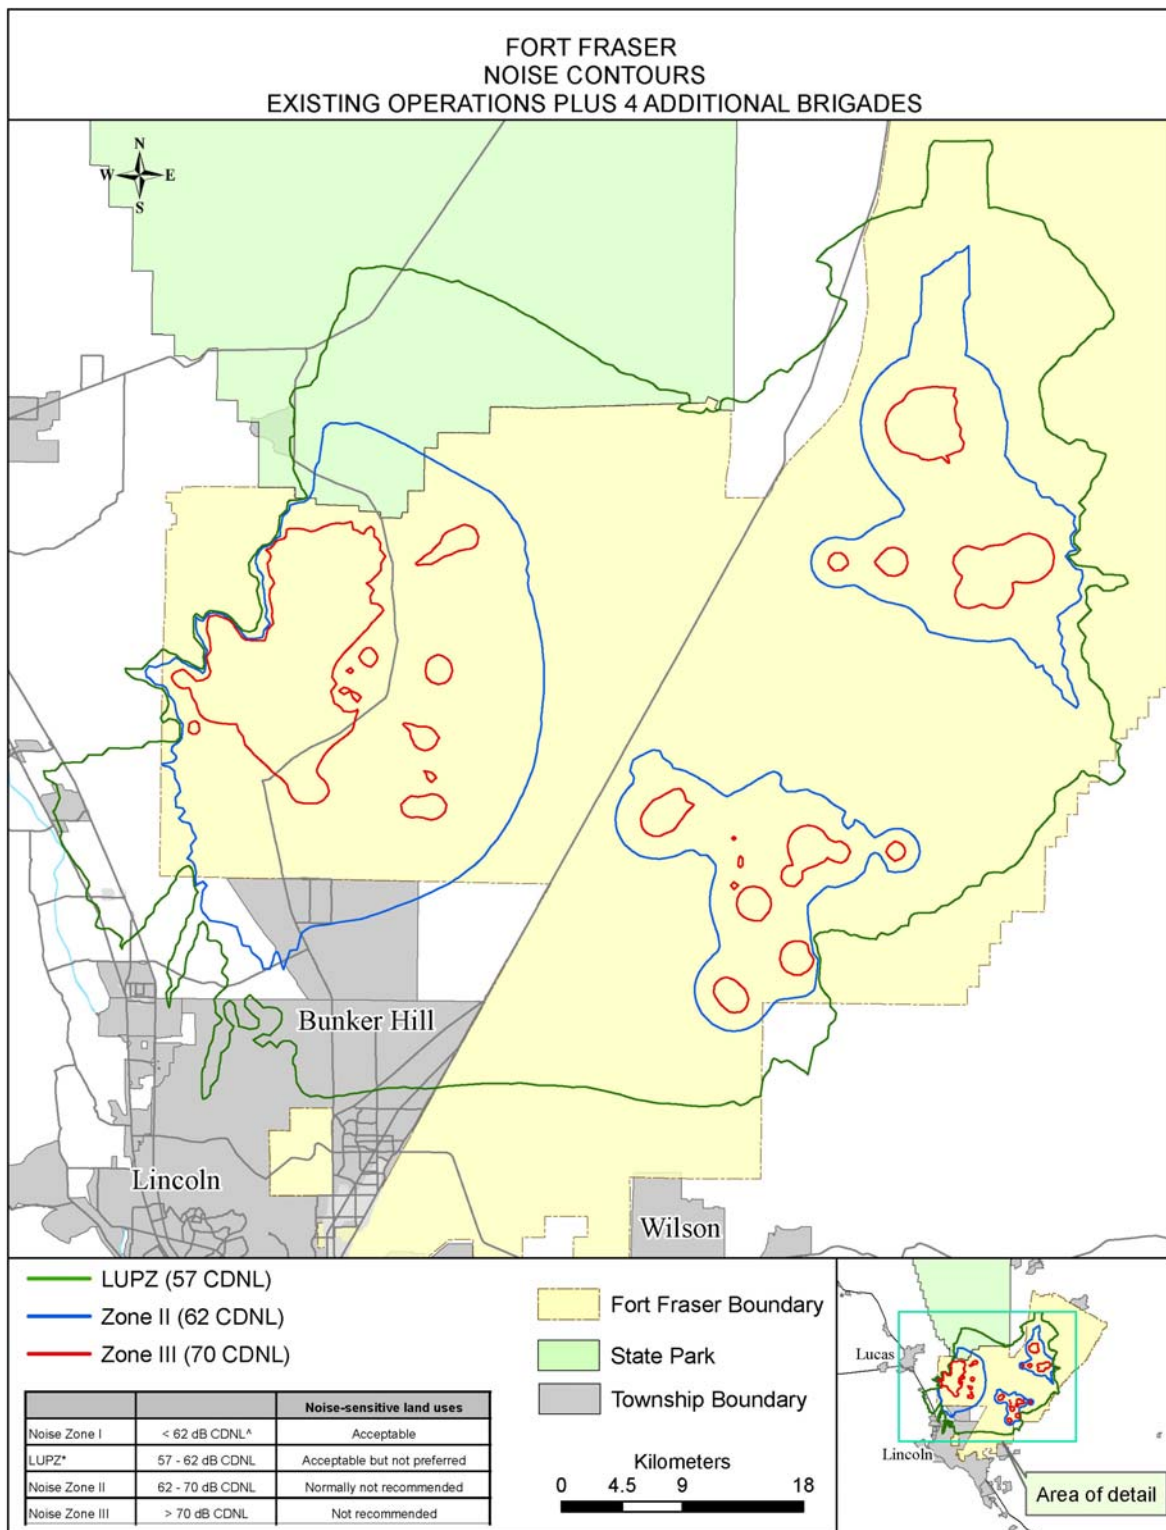 FORT FRASER
NOISE CONTOURS
EXISTING OPERATIONS PLUS 4 ADDITIONAL BRIGADES
N
W E
S
Bunker Hill
Lincoln
Wilson
LUPZ (57 CDNL)
Zone II (62 CDNL)
Zone III (70 CDNL)
Noise-sensitive land uses
Noise Zone I < 62 dB CDNL^ Acceptable
LUPZ* 57 - 62 dB CDNL Acceptable but not preferred
Noise Zone II 62 - 70 dB CDNL Normally not recommended
Noise Zone III > 70 dB CDNL Not recommended
Fort Fraser Boundary
State Park
Township Boundary
Kilometers
0 4.5 9 18
Lucas
Lincoln
Area of detail